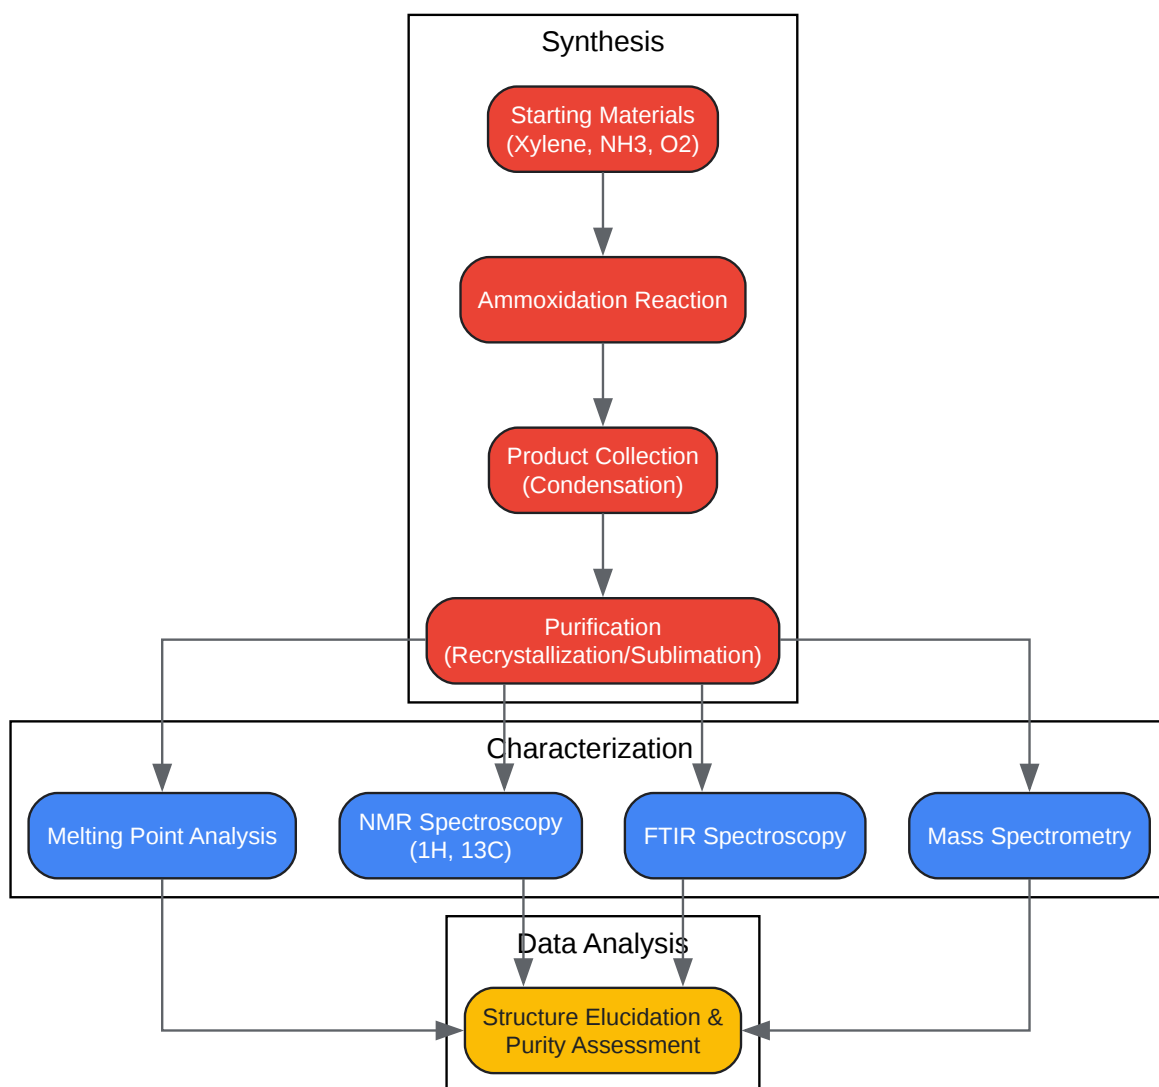 Synthesis
Starting Materials
(Xylene, NH3, O2)
Ammoxidation Reaction
Product Collection
(Condensation)
Purification
(Recrystallization/Sublimation)
Characterization
Melting Point Analysis
NMR Spectroscopy
(1H, 13C)
FTIR Spectroscopy
Mass Spectrometry
Data Analysis
Structure Elucidation &
Purity Assessment